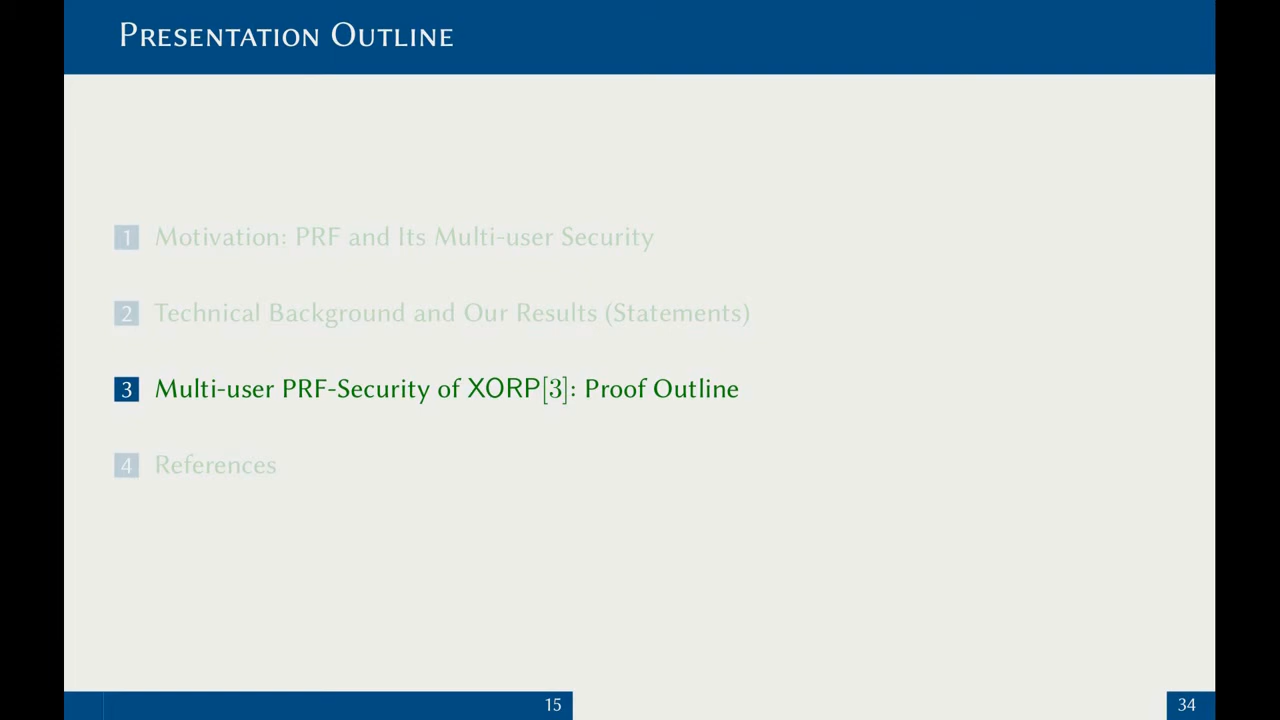 Presentation Outline
1 Motivation: PRF and Its Multi-user Security
2 Technical Background and Our Results (Statements)
3 Multi-user PRF-Security of XORP[3]: Proof Outline
4 References
15
34